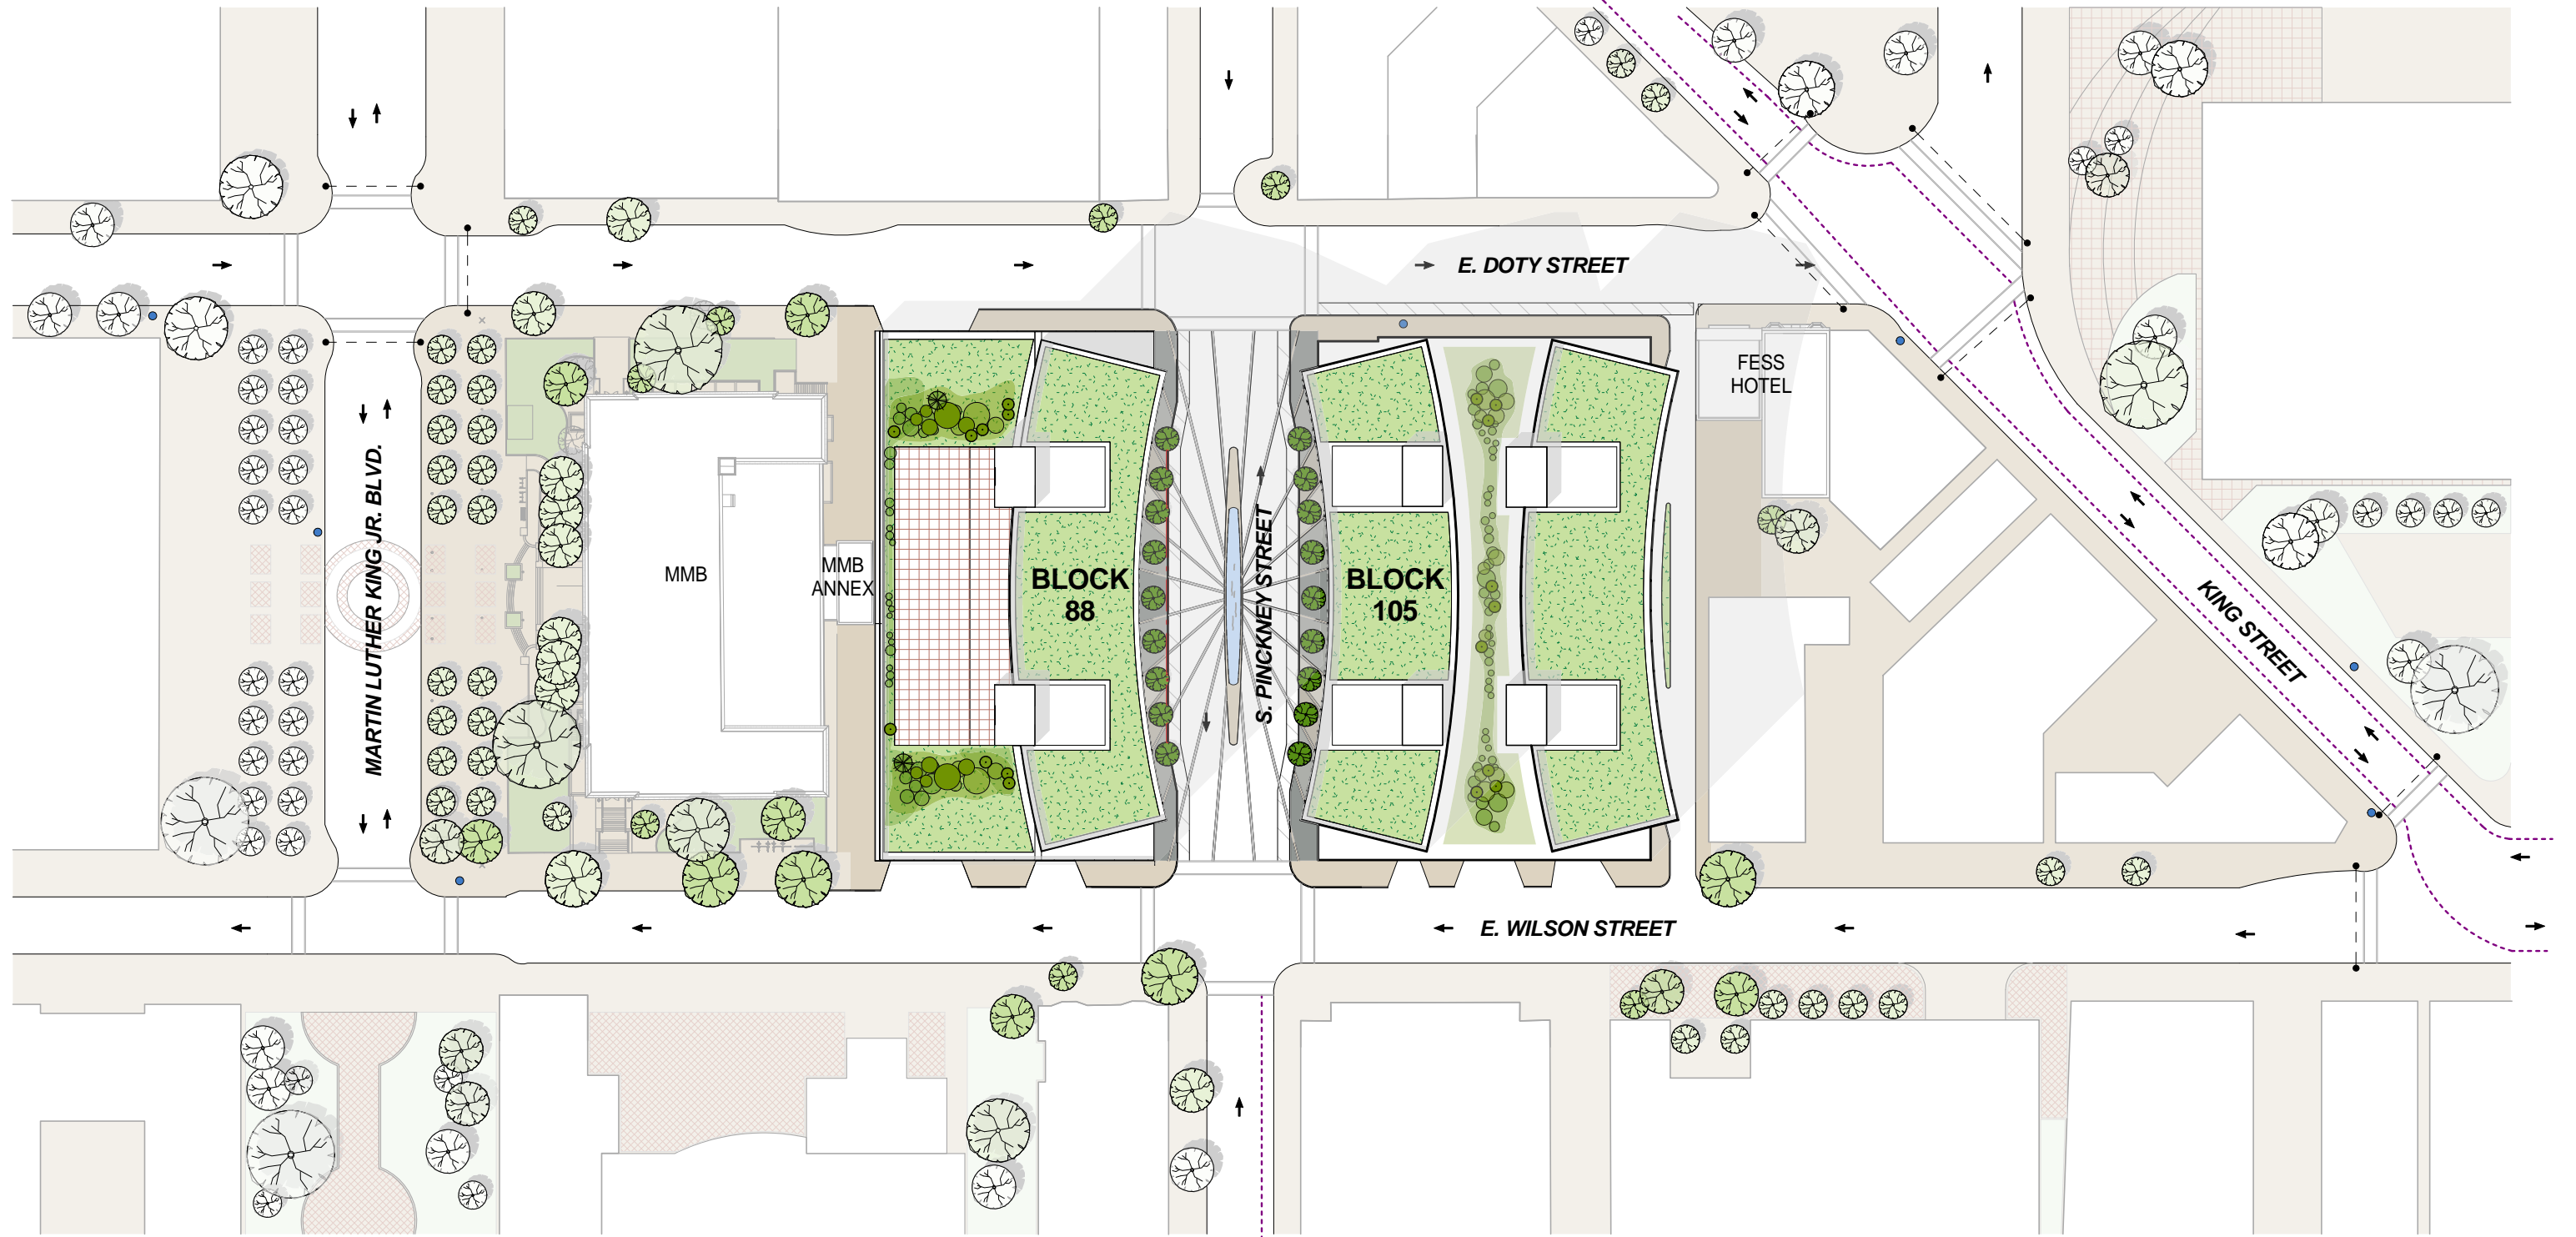 E. DOTY STREET
FESS
HOTEL
MARTIN LUTHER KING JR. BLVD.
MMB
MMB
ANNEX
BLOCK
88
S. PINCKNEY STREET
BLOCK
105
KING STREET
E. WILSON STREET